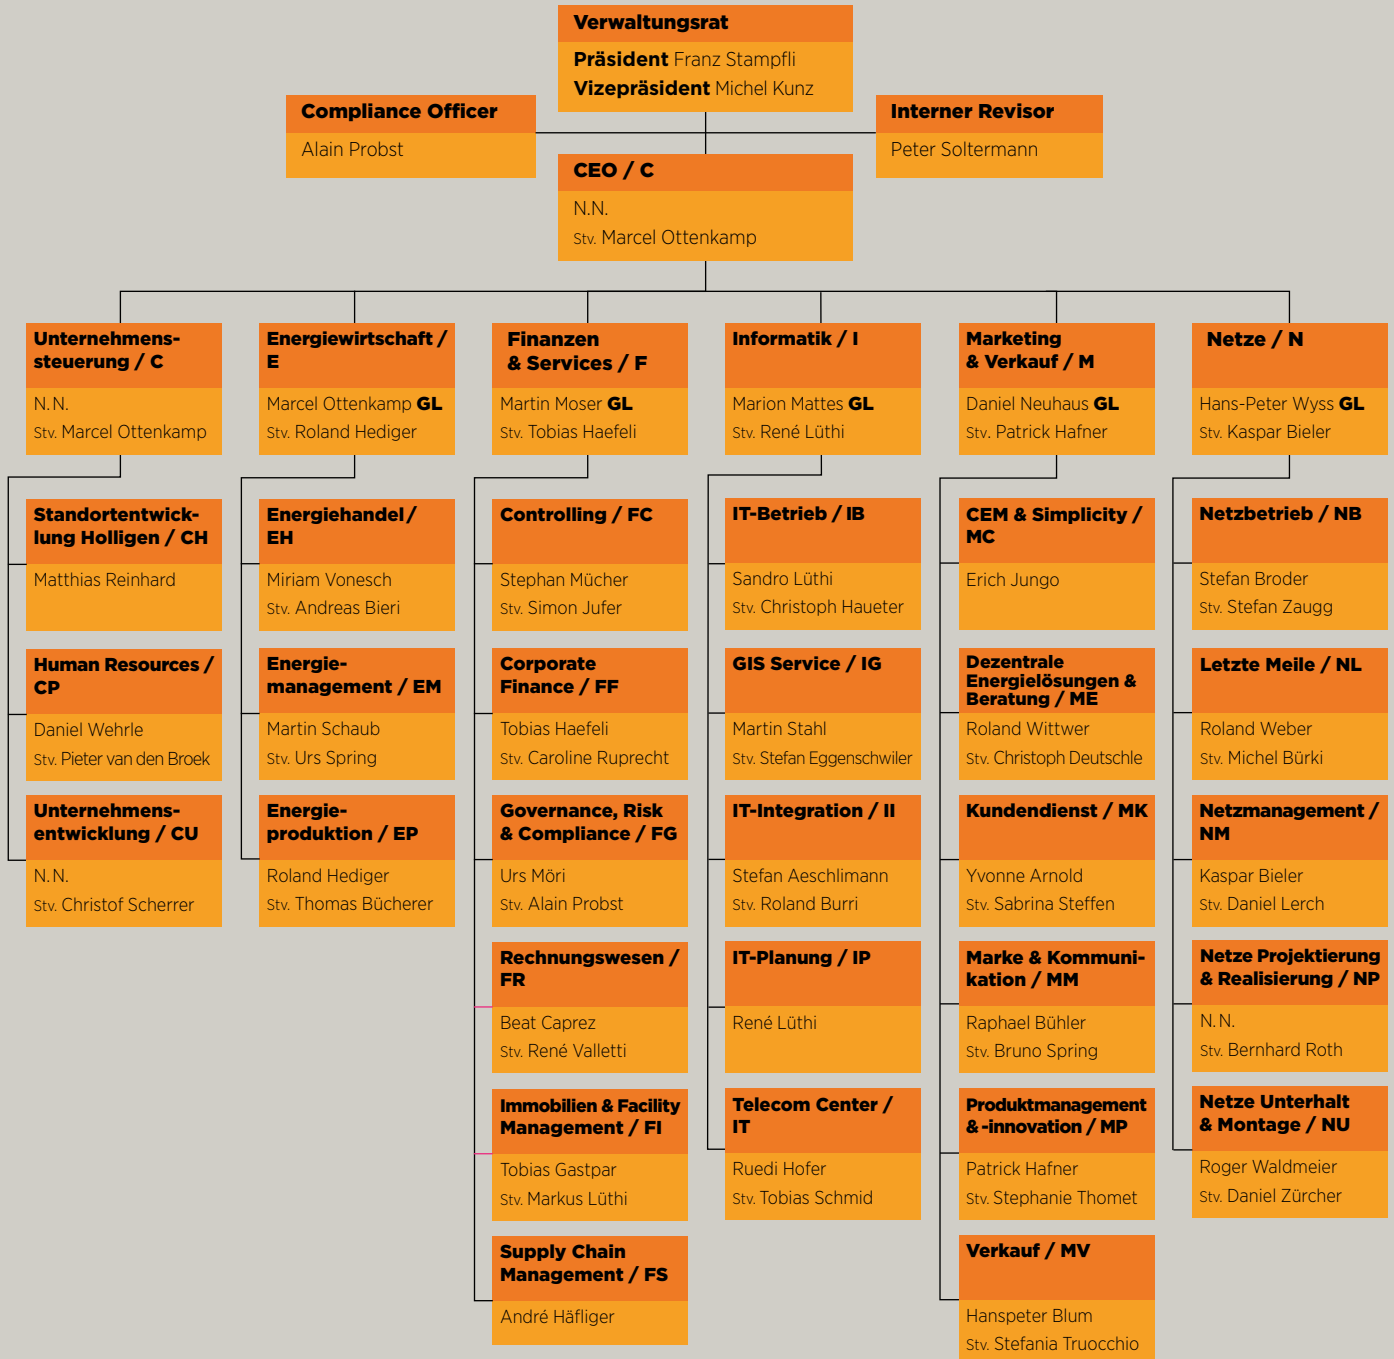 Verwaltungsrat
Präsident Franz Stampfli
Vizepräsident Michel Kunz
Compliance Officer
Alain Probst
Interner Revisor
Peter Soltermann
CEO / C
N.N.
Stv. Marcel Ottenkamp
Unternehmens-
steuerung / C
N.N.
Stv. Marcel Ottenkamp
Standortentwick-
lung Holligen / CH
Matthias Reinhard
Human Resources /
CP
Daniel Wehrle
Stv. Pieter van den Broek
Unternehmens-
entwicklung / CU
N.N.
Stv. Christof Scherrer
Energiewirtschaft /
E
Marcel Ottenkamp GL
Stv. Roland Hediger
Energiehandel /
EH
Miriam Vonesch
Stv. Andreas Bieri
Energie-
management / EM
Martin Schaub
Stv. Urs Spring
Energie-
produktion / EP
Roland Hediger
Stv. Thomas Bücherer
Finanzen
& Services / F
Martin Moser GL
Stv. Tobias Haefeli
Controlling / FC
Stephan Mücher
Stv. Simon Jufer
Corporate
Finance / FF
Tobias Haefeli
Stv. Caroline Ruprecht
Governance, Risk
& Compliance / FG
Urs Möri
Stv. Alain Probst
Rechnungswesen /
FR
Beat Caprez
Stv. René Valletti
Immobilien & Facility
Management / FI
Tobias Gastpar
Stv. Markus Lüthi
Supply Chain
Management / FS
André Häfliger
Informatik / I
Marion Mattes GL
Stv. René Lüthi
IT-Betrieb / IB
Sandro Lüthi
Stv. Christoph Haueter
GIS Service / IG
Martin Stahl
Stv. Stefan Eggenschwiler
IT-Integration / II
Stefan Aeschlimann
Stv. Roland Burri
IT-Planung / IP
René Lüthi
Telecom Center /
IT
Ruedi Hofer
Stv. Tobias Schmid
Marketing
& Verkauf / M
Daniel Neuhaus GL
Stv. Patrick Hafner
CEM & Simplicity /
MC
Erich Jungo
Dezentrale
Energielösungen &
Beratung / ME
Roland Wittwer
Stv. Christoph Deutschle
Kundendienst / MK
Yvonne Arnold
Stv. Sabrina Steffen
Marke & Kommuni-
kation / MM
Raphael Bühler
Stv. Bruno Spring
Produktmanagement
& -innovation / MP
Patrick Hafner
Stv. Stephanie Thomet
Verkauf / MV
Hanspeter Blum
Stv. Stefania Truocchio
Netze / N
Hans-Peter Wyss GL
Stv. Kaspar Bieler
Netzbetrieb / NB
Stefan Broder
Stv. Stefan Zaugg
Letzte Meile / NL
Roland Weber
Stv. Michel Bürki
Netzmanagement /
NM
Kaspar Bieler
Stv. Daniel Lerch
Netze Projektierung
& Realisierung / NP
N.N.
Stv. Bernhard Roth
Netze Unterhalt
& Montage / NU
Roger Waldmeier
Stv. Daniel Zürcher